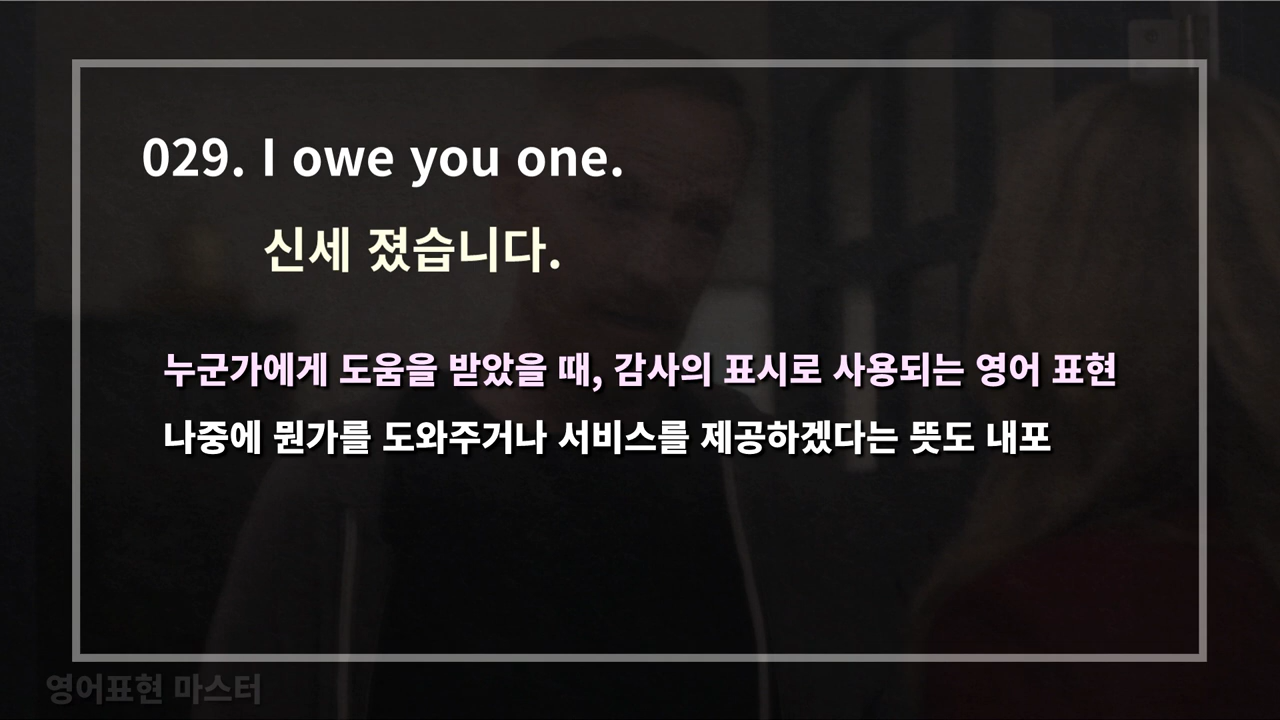 029. I owe you one.
신세 졌습니다.
누군가에게 도움을 받았을 때, 감사의 표시로 사용되는 영어 표현
나중에 뭔가를 도와주거나 서비스를 제공하겠다는 뜻도 내포
영어표현 마스터